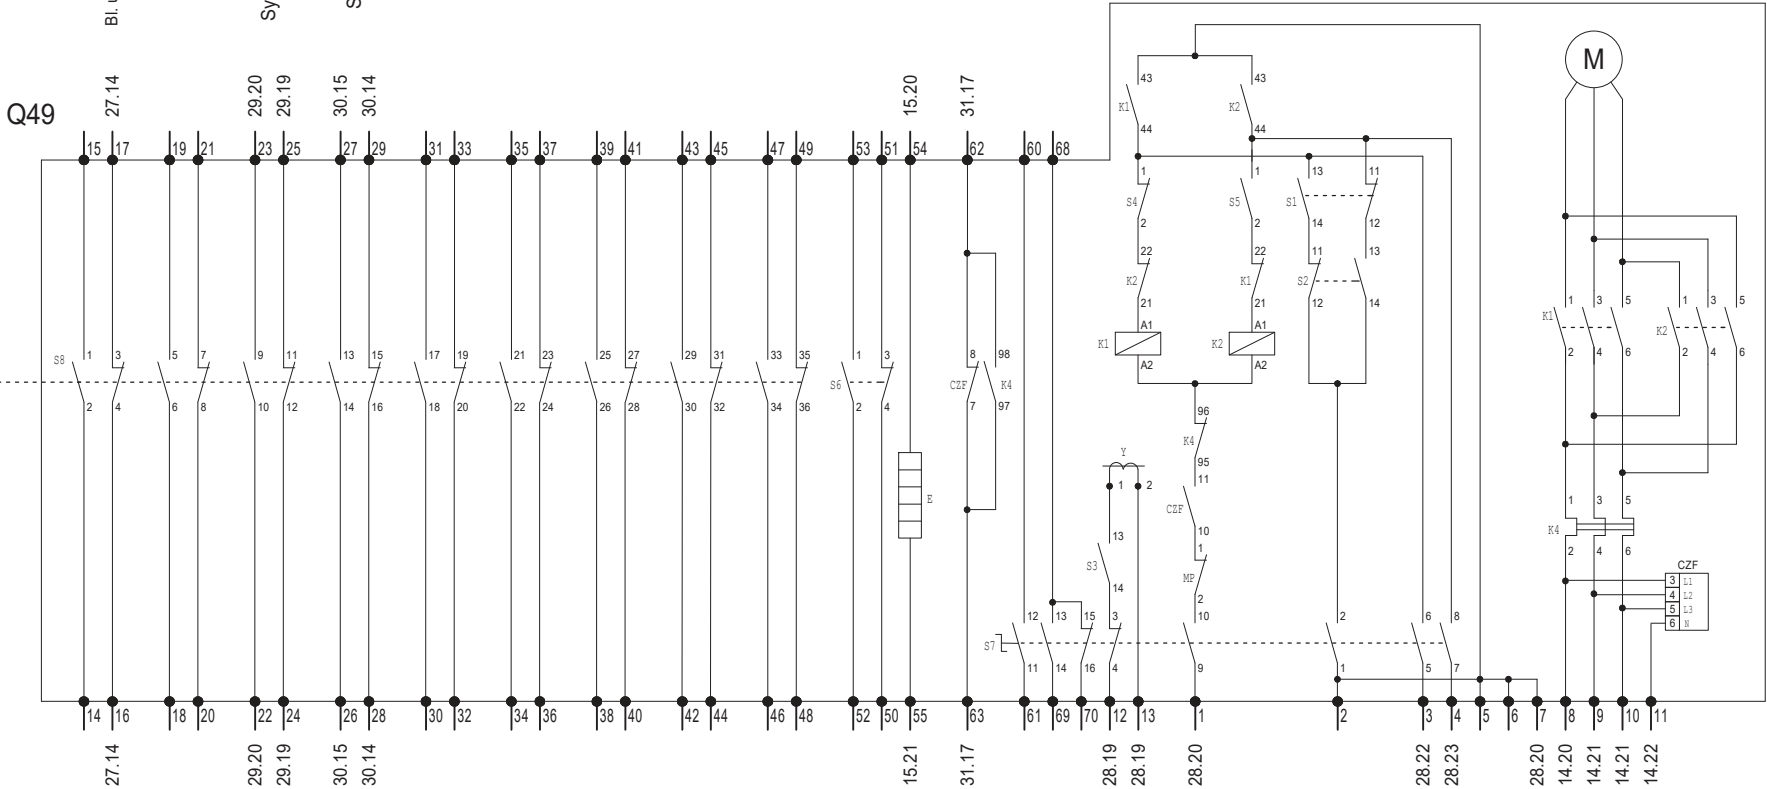 Bl. u
Sy
S
Q49
27.14
29.20
29.19
30.15
30.14
15.20
31.17
M
43
43
K1
K2
44
44
15 17 19 21 23 25 27 29 31 33 35 37 39 41 43 45 47 49 53 51 54 62 60 68
1 1 13 11
S4 S5 S1
2 2 14 12
22 22 11 13
K2 K1 S2
21 21 12 14
A1 A1
K1 K2
A2 A2
1 3 5 1 3 5
K1 K2
2 4 6 2 4 6
S8 1 3 5 7 9 11 13 15 17 19 21 23 25 27 29 31 33 35 1 3 8 98
S6 CZF K4
2 4 6 8 10 12 14 16 18 20 22 24 26 28 30 32 34 36 2 4 7 97
96
K4
95
Y
1 2
11
CZF
10
E
1 3 5
K4
2 4 6
13
S3
14
1
MP
2
CZF
3 L1
4 L2
5 L3
6 N
12 13 15 3 10 2 6 8
S7
11 14 16 4 9 1 5 7
14 16 18 20 22 24 26 28 30 32 34 36 38 40 42 44 46 48 52 50 55 63 61 69 70 12 13 1 2 3 4 5 6 7 8 9 10 11
27.14
29.20
29.19
30.15
30.14
15.21
31.17
28.19
28.19
28.20
28.22
28.23
28.20
14.20
14.21
14.21
14.22